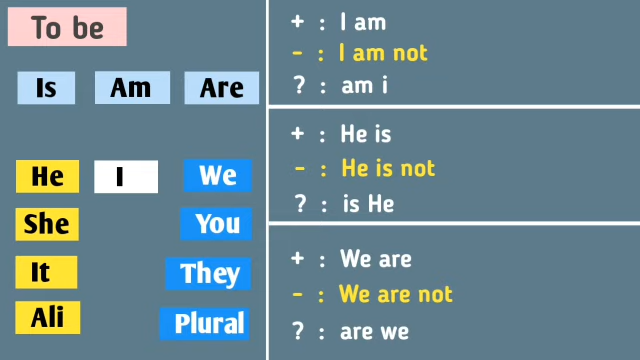 To be
Is Am Are
He I We
She You
It They
Ali Plural
+ : I am
- : I am not
? : am i
+ : He is
- : He is not
? : is He
+ : We are
- : We are not
? : are we